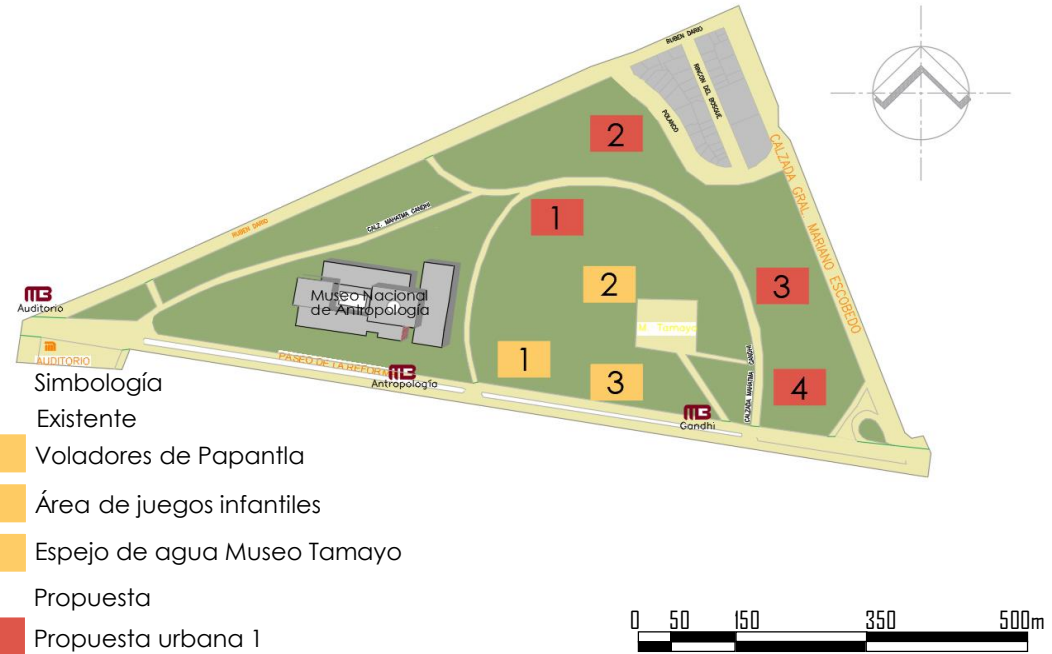 RUBEN DARIO
RINCON DEL BOSQUE
POLANCO
CALZADA GRAL. MARIANO ESCOBEDO
2
1
CALZ. MAHATMA GANDHI
RUBEN DARIO
2
3
Museo Nacional
de Antropología
M. Tamayo
Auditorio
AUDITORIO
PASEO DE LA REFORMA
Antropología
1
3
4
CALZADA MAHATMA GANDHI
Gandhi
Simbología
Existente
Voladores de Papantla
Área de juegos infantiles
Espejo de agua Museo Tamayo
Propuesta
Propuesta urbana 1
0 50 150 350 500m